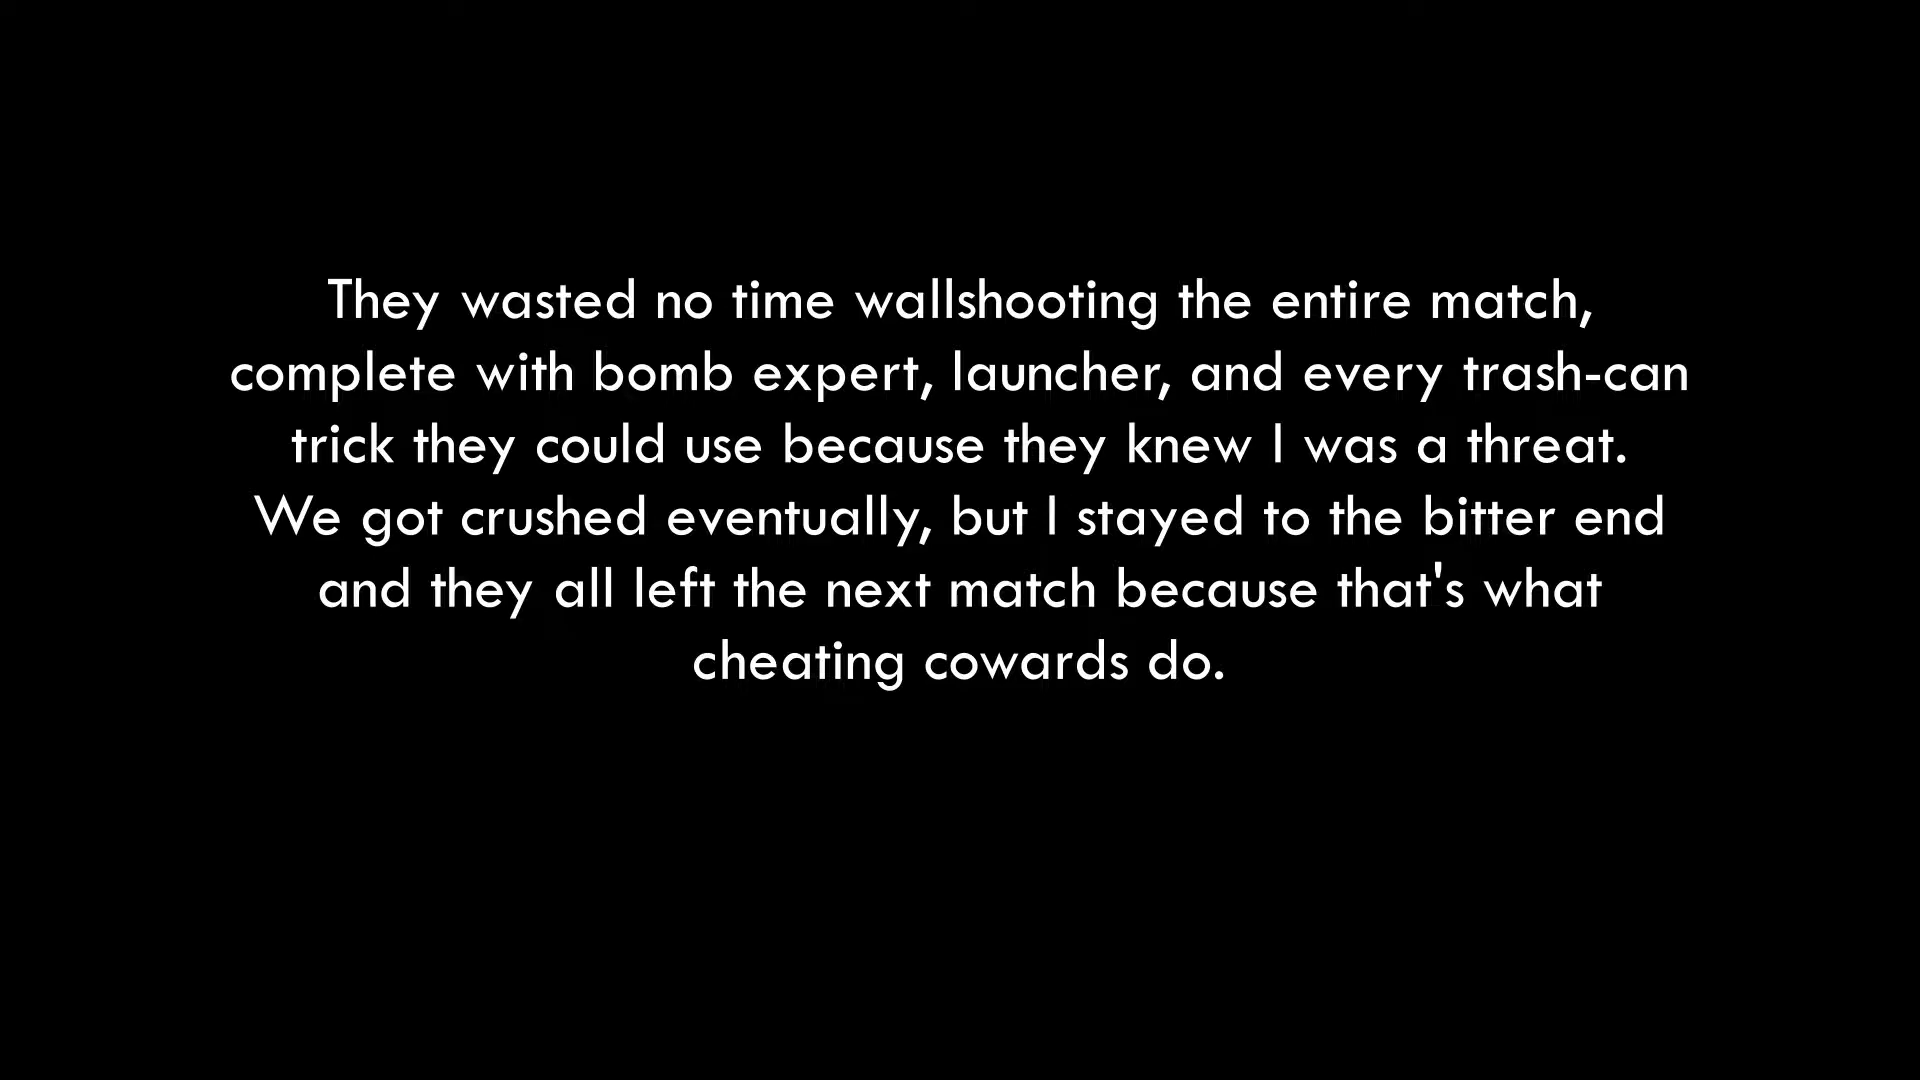 They wasted no time wallshooting the entire match,
complete with bomb expert, launcher, and every trash-can
trick they could use because they knew I was a threat.
We got crushed eventually, but I stayed to the bitter end
and they all left the next match because that's what
cheating cowards do.